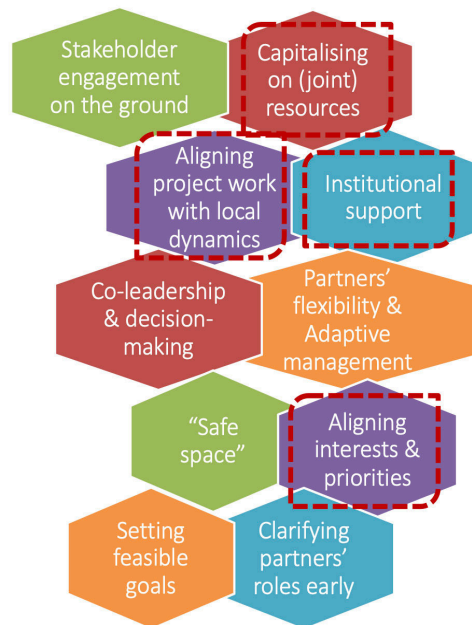 Stakeholder
engagement
on the ground
Capitalising
on (joint)
resources
Aligning
project work
with local
dynamics
Institutional
support
Co-leadership
& decision-
making
Partners’
flexibility &
Adaptive
management
“Safe
space”
Aligning
interests &
priorities
Setting
feasible
goals
Clarifying
partners’
roles early